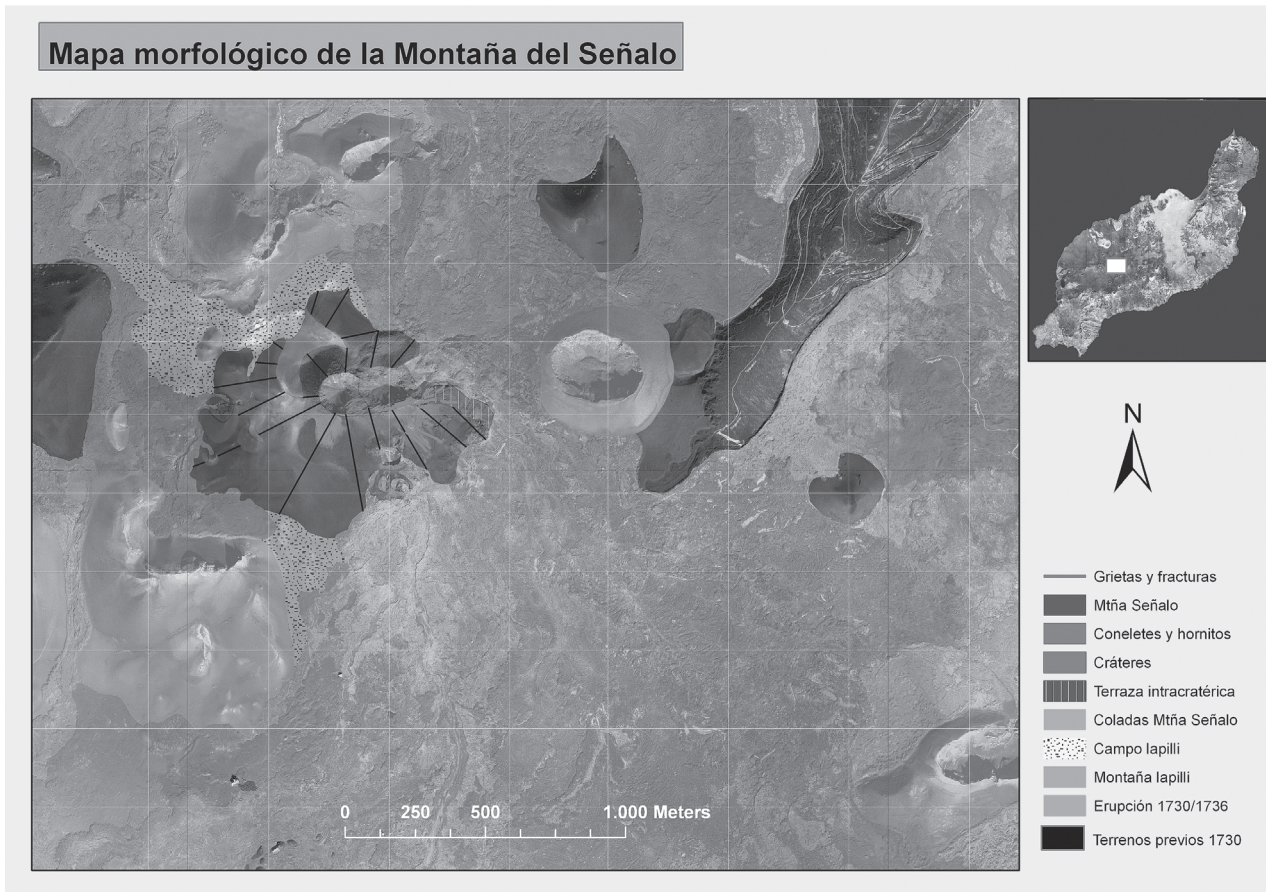 Mapa morfológico de la Montaña del Señalo
N
Grietas y fracturas
Mtña Señalo
Coneletes y hornitos
Cráteres
Terraza intracratérica
Coladas Mtña Señalo
Campo lapilli
Montaña lapilli
Erupción 1730/1736
Terrenos previos 1730
0 250 500 1.000 Meters